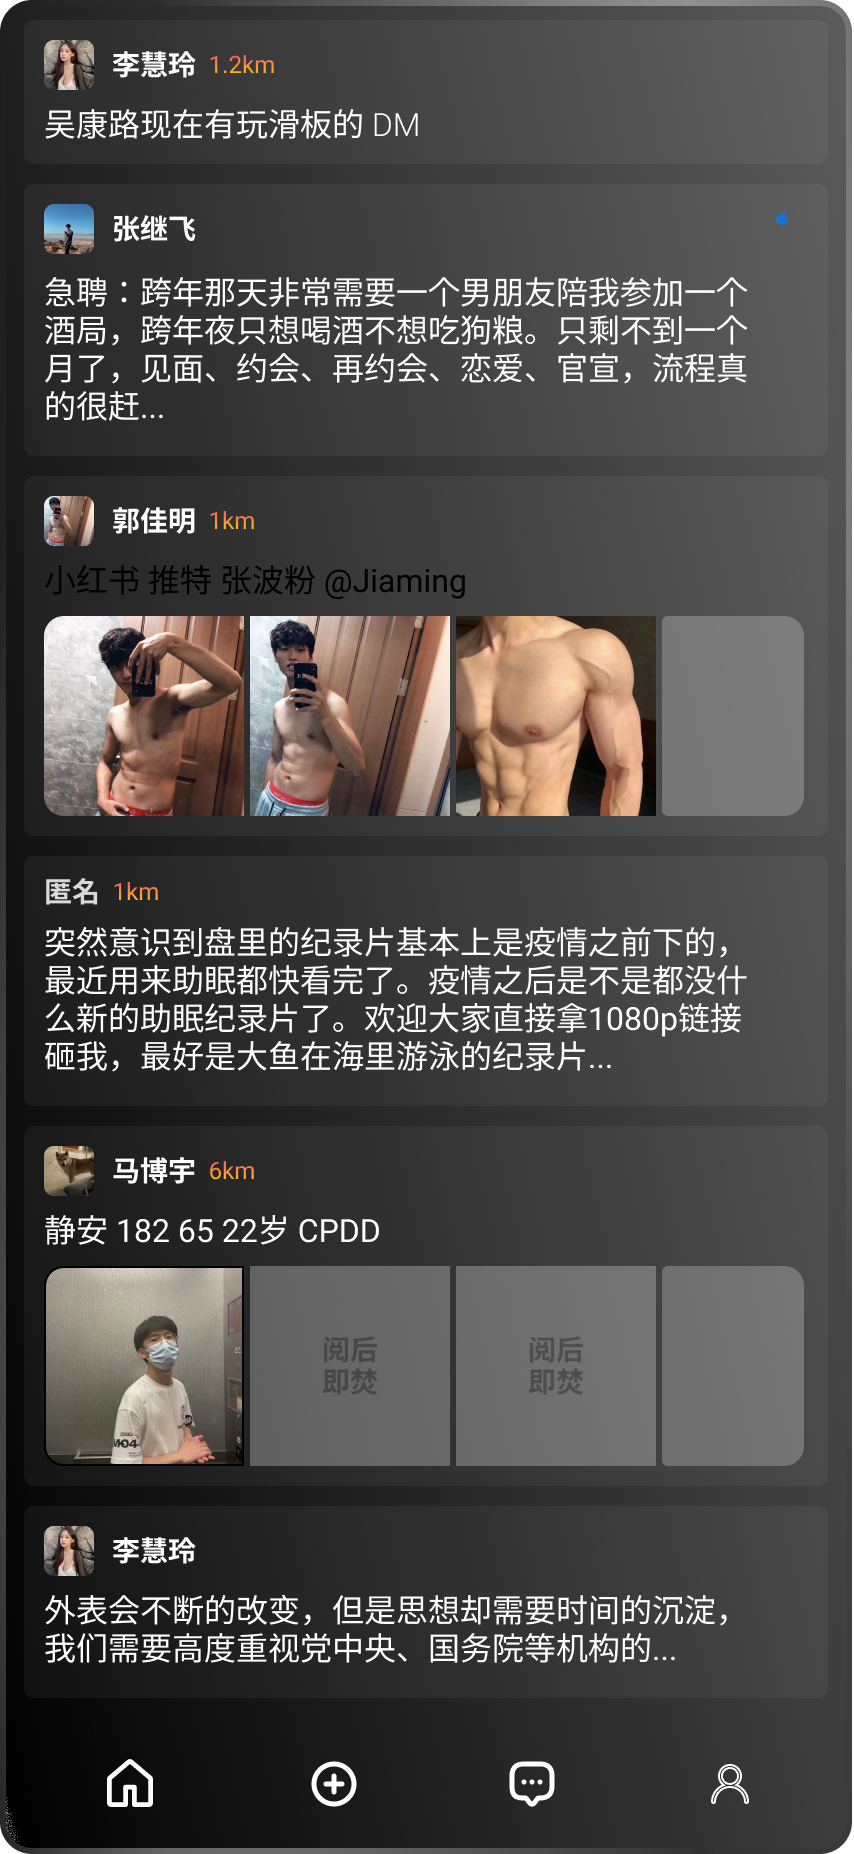 李慧玲 1.2km
吴康路现在有玩滑板的 DM
张继飞
急聘：跨年那天非常需要一个男朋友陪我参加一个
酒局，跨年夜只想喝酒不想吃狗粮。只剩不到一个
月了，见面、约会、再约会、恋爱、官宣，流程真
的很赶...
郭佳明 1km
小红书 推特 张波粉 @Jiaming
匿名 1km
突然意识到盘里的纪录片基本上是疫情之前下的，
最近用来助眠都快看完了。疫情之后是不是都没什
么新的助眠纪录片了。欢迎大家直接拿1080p链接
砸我，最好是大鱼在海里游泳的纪录片...
马博宇 6km
静安 182 65 22岁 CPDD
阅后
即焚
阅后
即焚
李慧玲
外表会不断的改变，但是思想却需要时间的沉淀，
我们需要高度重视党中央、国务院等机构的...